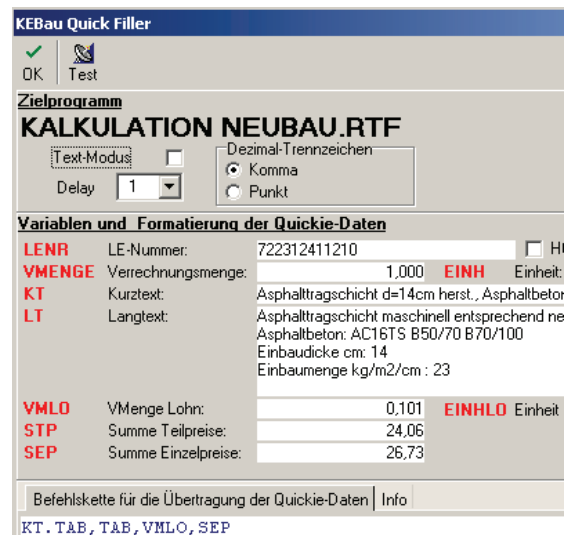 KEBau Quick Filler
OK Test
Zielprogramm
KALKULATION NEUBAU.RTF
Text-Modus
Dezimal-Trennzeichen
Komma
Delay 1
Punkt
Variablen und Formatierung der Quickie-Daten
LENR LE-Nummer: 722312411210
VMENGE Verrechnungsmenge: 1,000 EINH Einheit:
KT Kurztext: Asphalttragschicht d=14cm herst., Asphaltbeton
LT Langtext: Asphalttragschicht maschinell entsprechend ne
Asphaltbeton: AC16TS B50/70 B70/100
Einbaudicke cm: 14
Einbaumenge kg/m2/cm : 23
VMLO VMenge Lohn: 0,101 EINHLO Einheit
STP Summe Teilpreise: 24,06
SEP Summe Einzelpreise: 26,73
Befehlskette für die Übertragung der Quickie-Daten Info
KT.TAB,TAB,VMLO,SEP